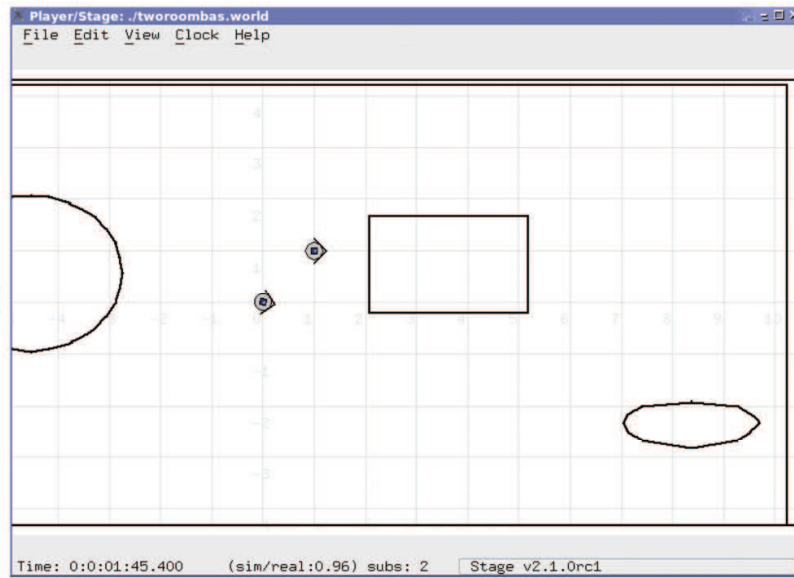 Player/Stage: ./tworoombas.world
File Edit View Clock Help
4
3
2
1
-4 -3 -2 -1 0 1 2 3 4 5 6 7 8 9 10
-1
-2
-3
Time: 0:0:01:45.400 (sim/real:0.96) subs: 2 Stage v2.1.0rc1